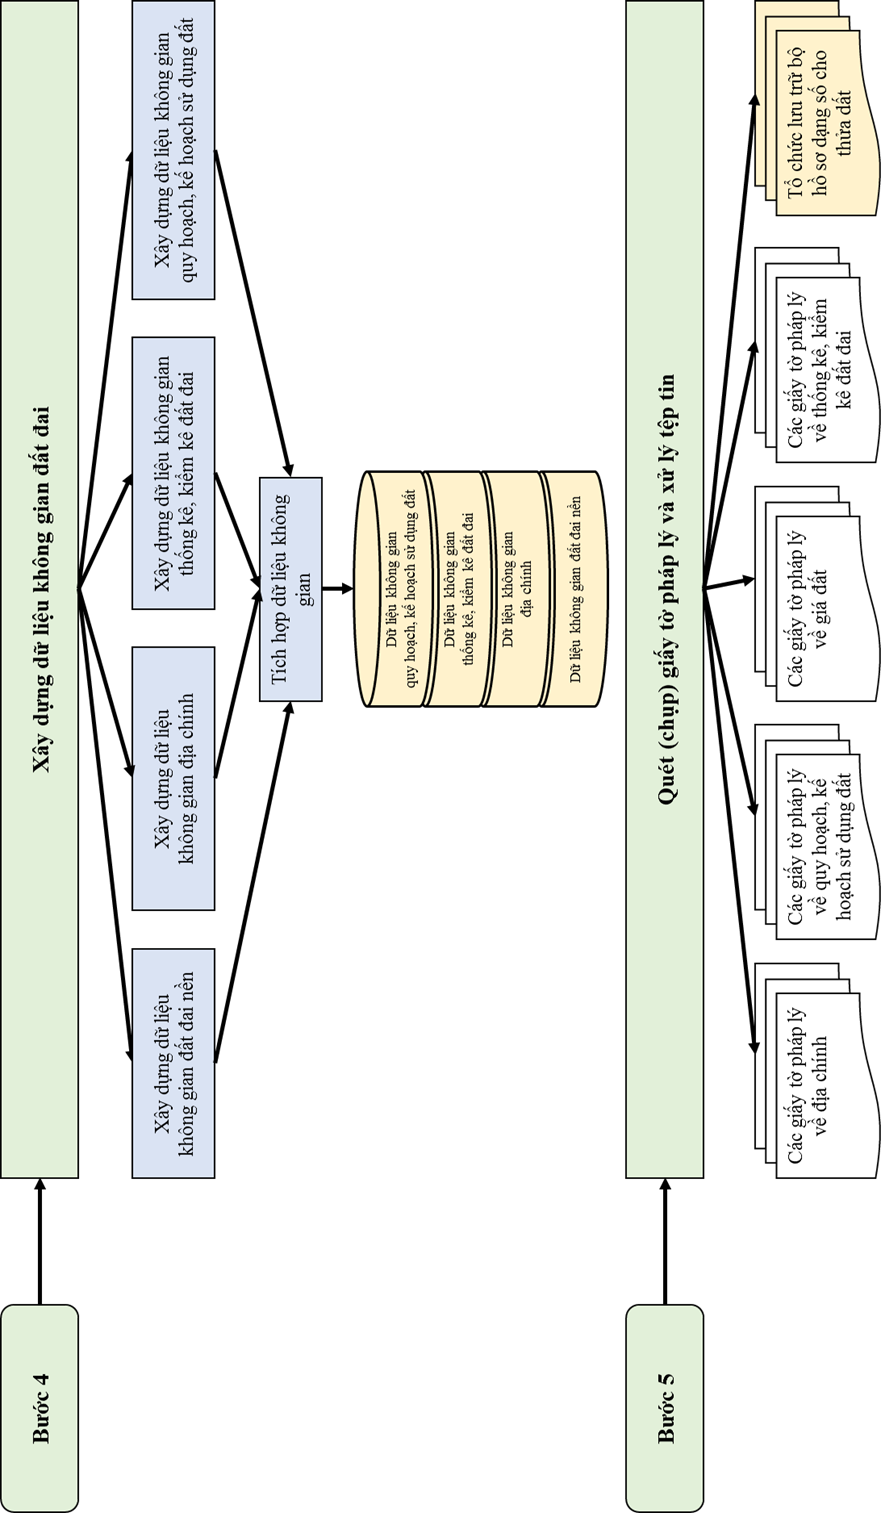 Bước 4
Xây dựng dữ liệu không gian đất đai
Xây dựng dữ liệu
không gian đất đai nền
Xây dựng dữ liệu
không gian địa chính
Xây dựng dữ liệu không gian
thống kê, kiểm kê đất đai
Xây dựng dữ liệu không gian
quy hoạch, kế hoạch sử dụng đất
Tích hợp dữ liệu không
gian
Dữ liệu không gian
quy hoạch, kế hoạch sử dụng đất
Dữ liệu không gian
thống kê, kiểm kê đất đai
Dữ liệu không gian
địa chính
Dữ liệu không gian đất đai nền
Bước 5
Quét (chụp) giấy tờ pháp lý và xử lý tệp tin
Các giấy tờ pháp lý
về địa chính
Các giấy tờ pháp lý
về quy hoạch, kế
hoạch sử dụng đất
Các giấy tờ pháp lý
về giá đất
Các giấy tờ pháp lý
về thống kê, kiểm
kê đất đai
Tổ chức lưu trữ bộ
hồ sơ dạng số cho
thửa đất